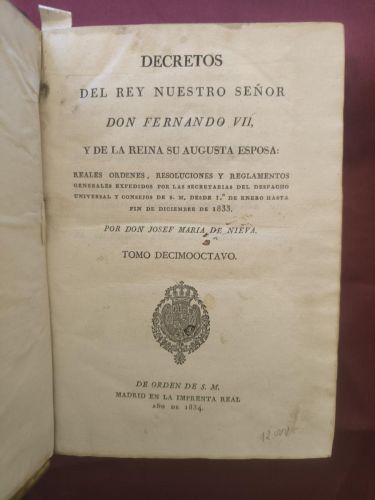 DECRETOS
DEL REY NUESTRO SEÑOR
DON FERNANDO VII,
Y DE LA REINA SU AUGUSTA ESPOSA:
REALES ORDENES, RESOLUCIONES Y REGLAMENTOS
GENERALES EXPEDIDOS POR LAS SECRETARIAS DEL DESPACHO
UNIVERSAL Y CONSEJOS DE S. M. DESDE 1.º DE ENERO HASTA
FIN DE DICIEMBRE DE 1833.
POR DON JOSEF MARIA DE NIEVA.
TOMO DECIMOOCTAVO.
DE ORDEN DE S. M.
MADRID EN LA IMPRENTA REAL
AÑO DE 1834.